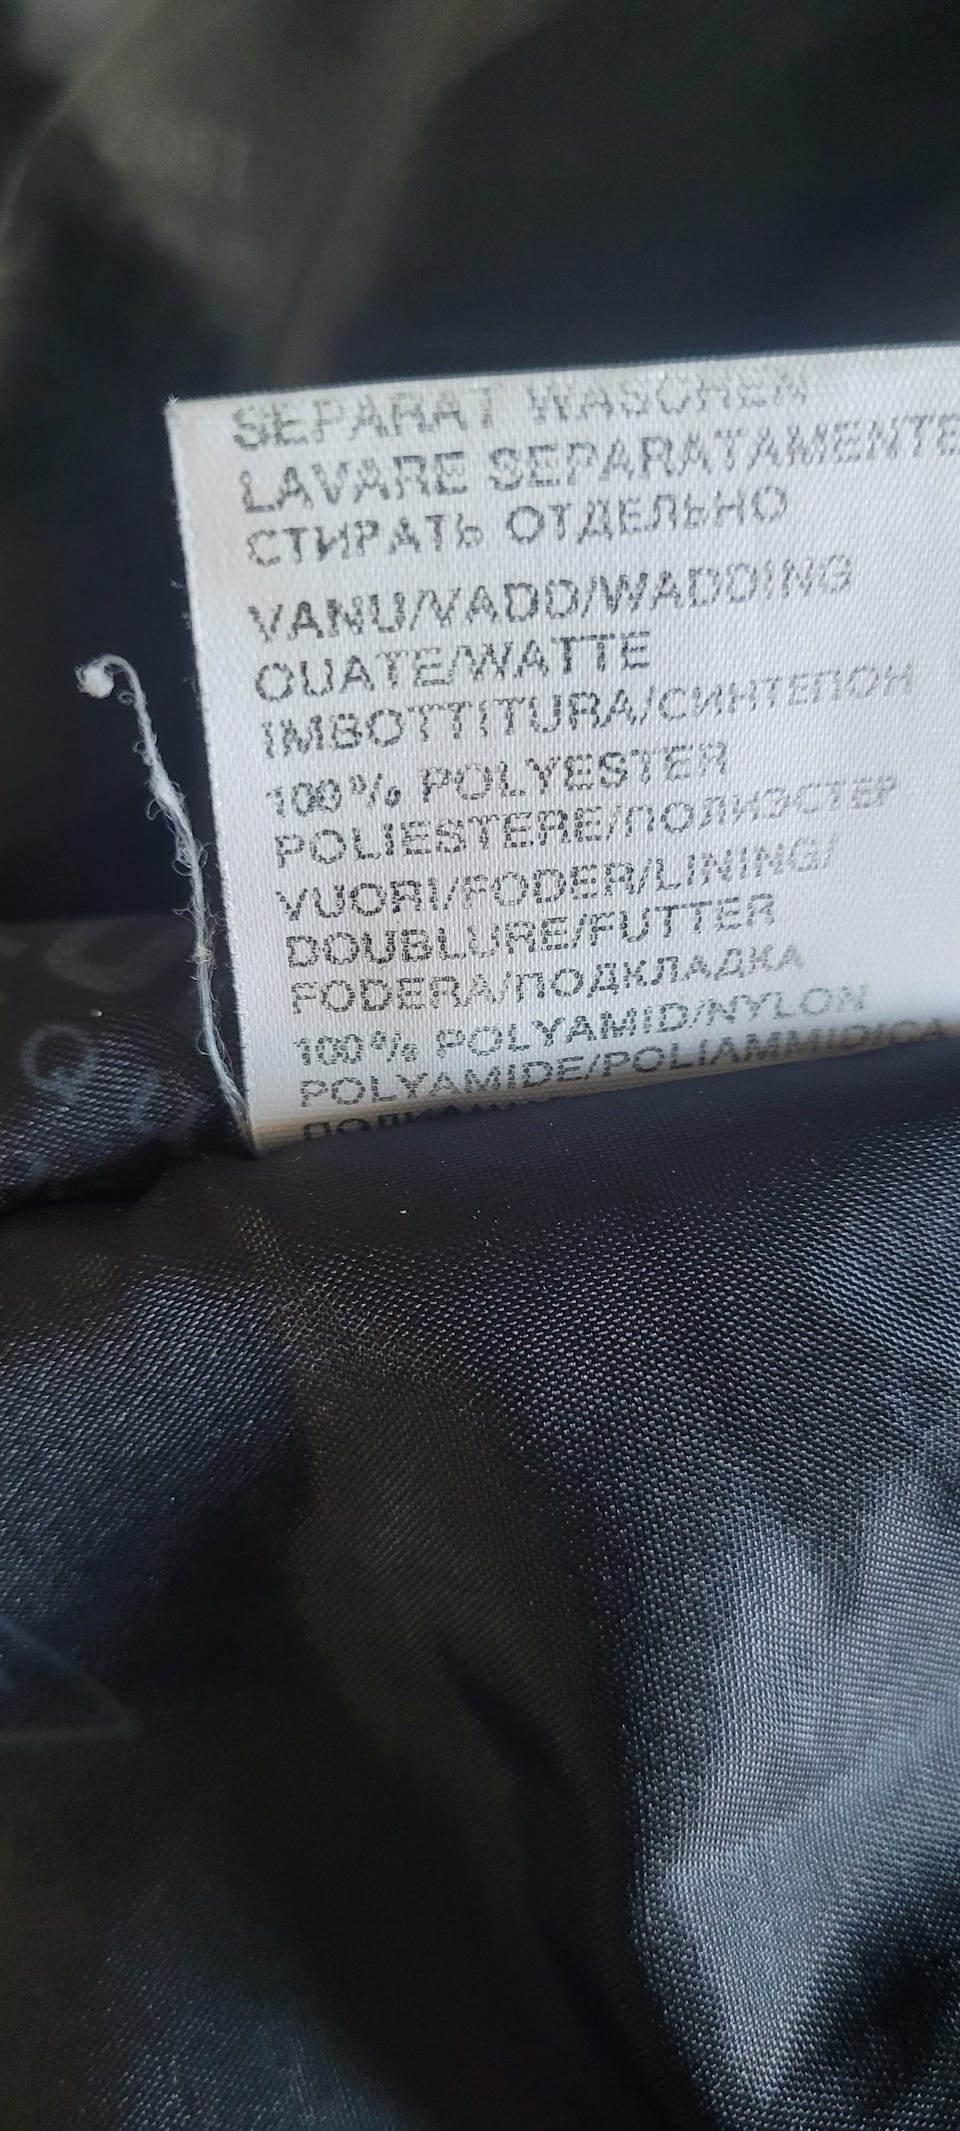 SEPARAT WASCHEN
LAVARE SEPARATAMENTE
СТИРАТЬ ОТДЕЛЬНО
VANU/VADD/WADDING
OUATE/WATTE
IMBOTTITURA/СИНТЕПОН
100% POLYESTER
POLIESTERE/ПОЛИЭСТЕР
VUORI/FODER/LINING/
DOUBLURE/FUTTER
FODERA/ПОДКЛАДКА
100% POLYAMID/NYLON
POLYAMIDE/POLIAMMID